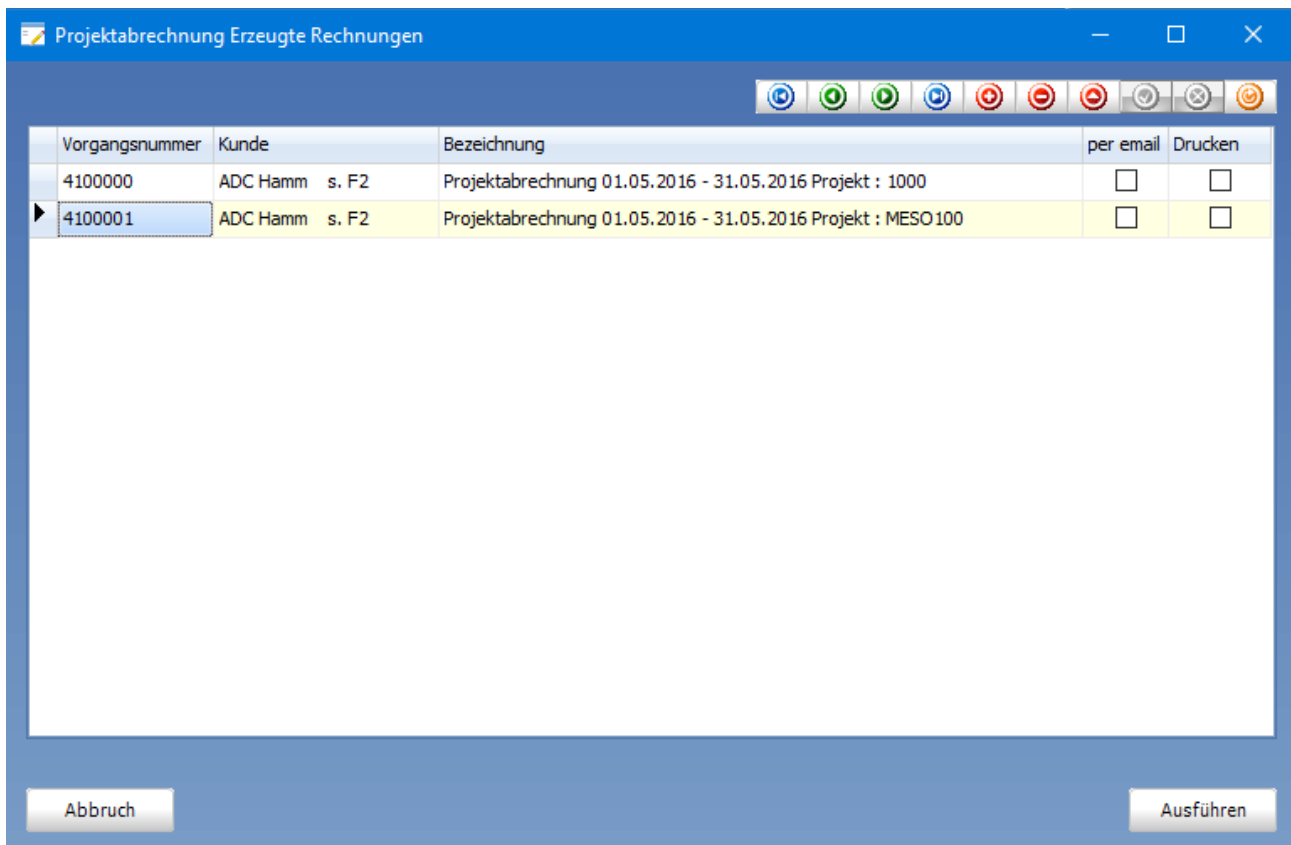 Projektabrechnung Erzeugte Rechnungen
Vorgangsnummer Kunde Bezeichnung per email Drucken
4100000 ADC Hamm s. F2 Projektabrechnung 01.05.2016 - 31.05.2016 Projekt : 1000
4100001 ADC Hamm s. F2 Projektabrechnung 01.05.2016 - 31.05.2016 Projekt : MESO100
Abbruch Ausführen